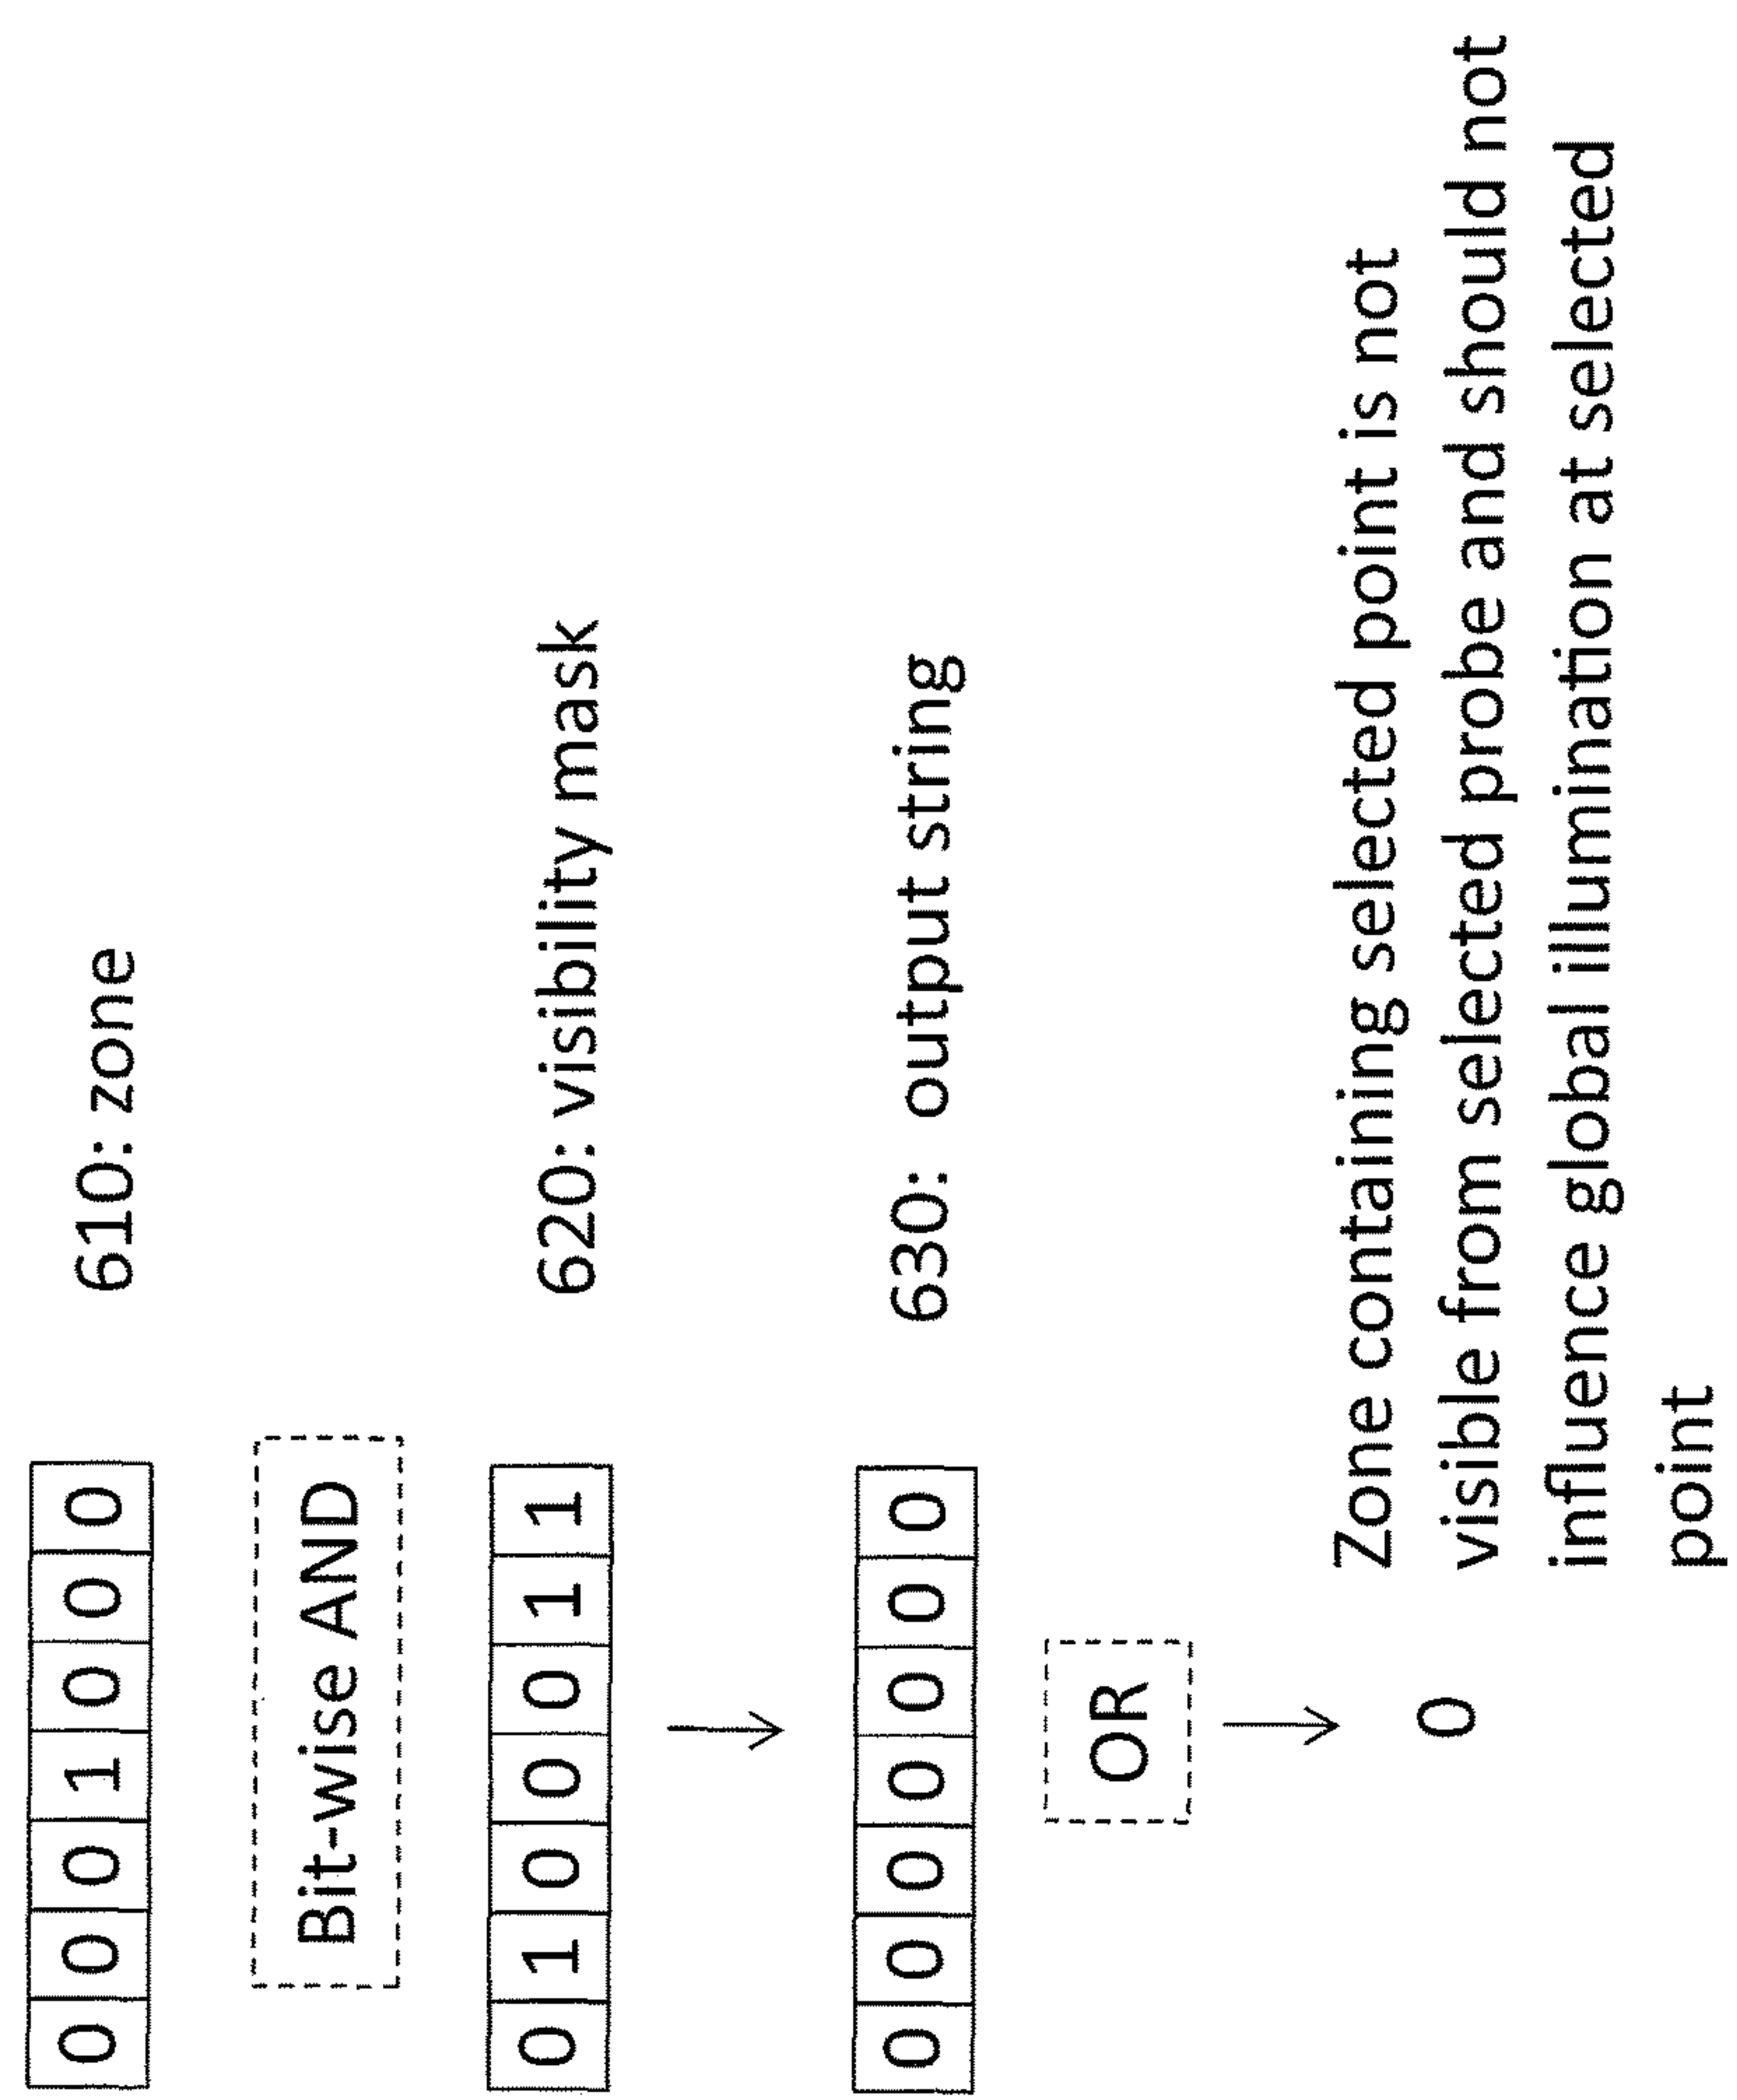 0 0 0 1 0 0 0 610: zone
Bit-wise AND
0 1 0 0 0 1 1 620: visibility mask
0 0 0 0 0 0 0 630: output string
OR
0
Zone containing selected point is not
visible from selected probe and should not
influence global illumination at selected
point